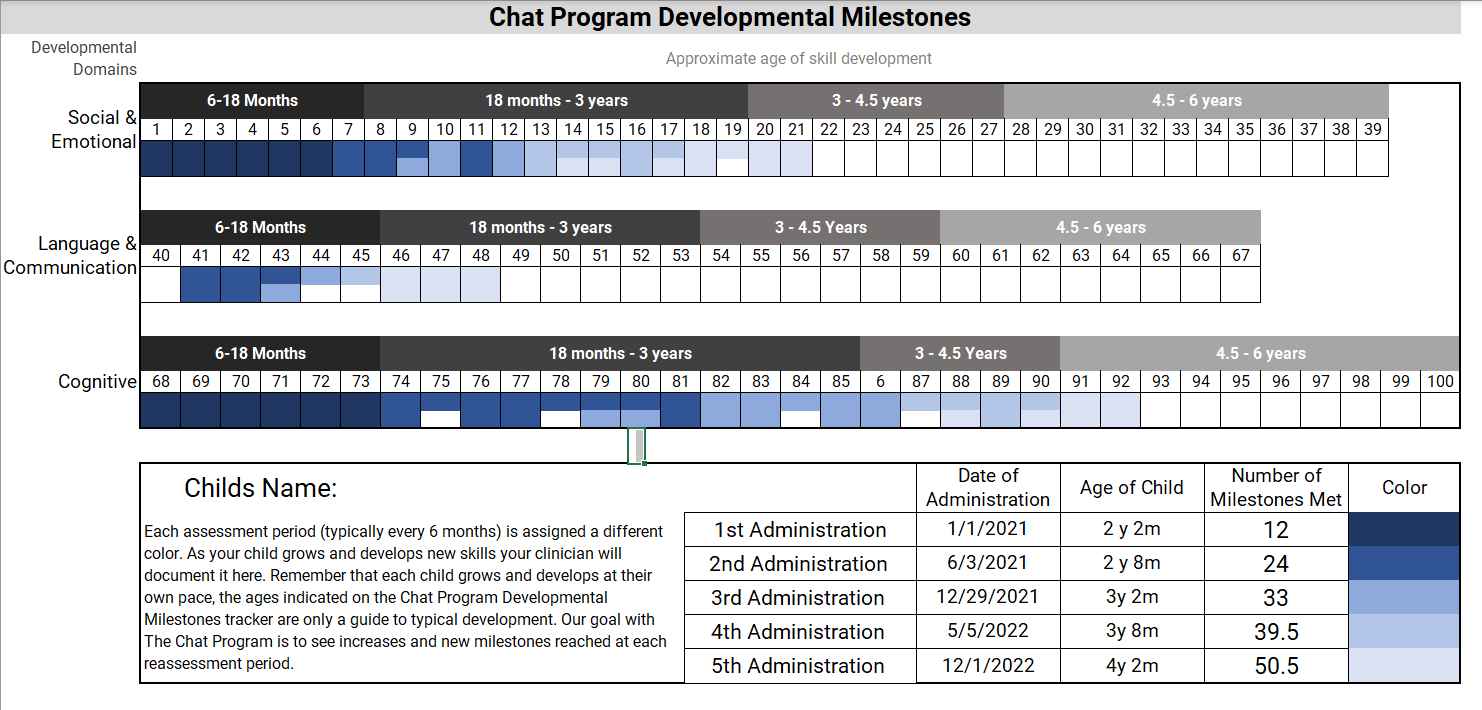 Chat Program Developmental Milestones
Developmental
Domains
Approximate age of skill development
6-18 Months 18 months - 3 years 3 - 4.5 years 4.5 - 6 years
Social &
Emotional
1 2 3 4 5 6 7 8 9 10 11 12 13 14 15 16 17 18 19 20 21 22 23 24 25 26 27 28 29 30 31 32 33 34 35 36 37 38 39
6-18 Months 18 months - 3 years 3 - 4.5 Years 4.5 - 6 years
Language &
Communication
40 41 42 43 44 45 46 47 48 49 50 51 52 53 54 55 56 57 58 59 60 61 62 63 64 65 66 67
6-18 Months 18 months - 3 years 3 - 4.5 Years 4.5 - 6 years
Cognitive
68 69 70 71 72 73 74 75 76 77 78 79 80 81 82 83 84 85 6 87 88 89 90 91 92 93 94 95 96 97 98 99 100
Childs Name:
Each assessment period (typically every 6 months) is assigned a different
color. As your child grows and develops new skills your clinician will
document it here. Remember that each child grows and develops at their
own pace, the ages indicated on the Chat Program Developmental
Milestones tracker are only a guide to typical development. Our goal with
The Chat Program is to see increases and new milestones reached at each
reassessment period.
Date of
Administration
Age of Child
Number of
Milestones Met
Color
1st Administration 1/1/2021 2 y 2m 12
2nd Administration 6/3/2021 2 y 8m 24
3rd Administration 12/29/2021 3y 2m 33
4th Administration 5/5/2022 3y 8m 39.5
5th Administration 12/1/2022 4y 2m 50.5